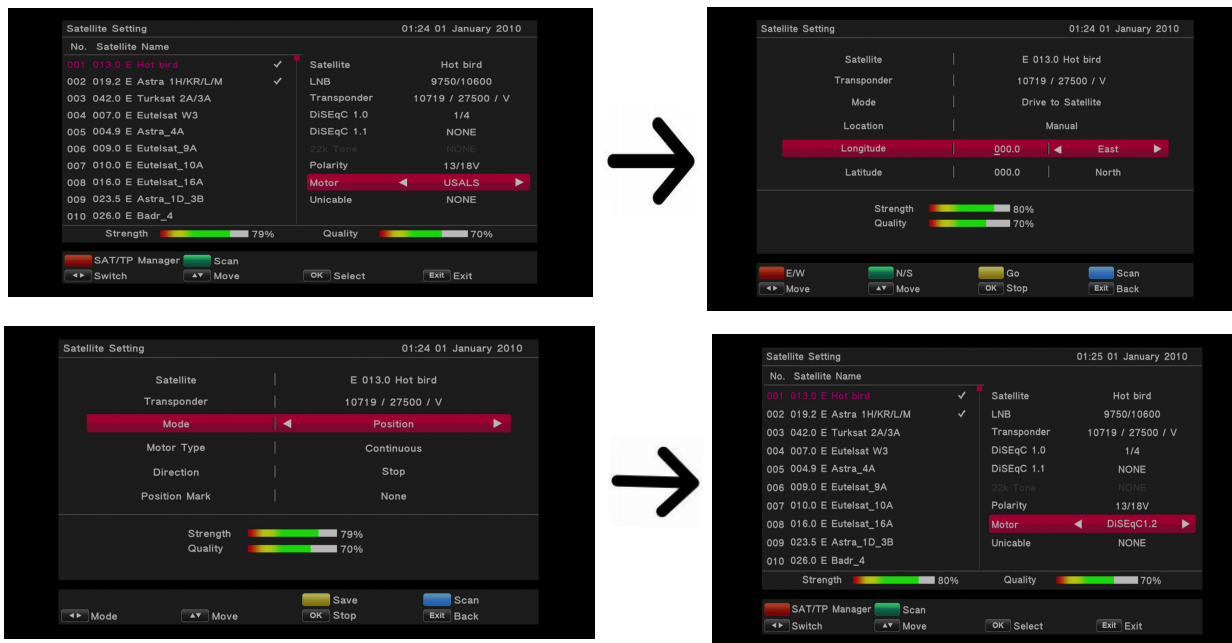 Satellite Setting 01:24 01 January 2010
No. Satellite Name
001 013.0 E Hot bird Satellite Hot bird
002 019.2 E Astra 1H/KR/L/M LNB 9750/10600
003 042.0 E Turksat 2A/3A Transponder 10719 / 27500 / V
004 007.0 E Eutelsat W3 DiSEqC 1.0 1/4
005 004.9 E Astra_4A DiSEqC 1.1 NONE
006 009.0 E Eutelsat_9A 22k Tone NONE
007 010.0 E Eutelsat_10A Polarity 13/18V
008 016.0 E Eutelsat_16A Motor USALS
009 023.5 E Astra_1D_3B Unicable NONE
010 026.0 E Badr_4
Strength 79% Quality 70%
SAT/TP Manager Scan
Switch Move OK Select Exit Exit
Satellite Setting 01:24 01 January 2010
Satellite E 013.0 Hot bird
Transponder 10719 / 27500 / V
Mode Drive to Satellite
Location Manual
Longitude 000.0 East
Latitude 000.0 North
Strength 80%
Quality 70%
E/W N/S Go Scan
Move Move OK Stop Exit Back
Satellite Setting 01:24 01 January 2010
Satellite E 013.0 Hot bird
Transponder 10719 / 27500 / V
Mode Position
Motor Type Continuous
Direction Stop
Position Mark None
Strength 79%
Quality 70%
Save Scan
Mode Move OK Stop Exit Back
Satellite Setting 01:25 01 January 2010
No. Satellite Name
001 013.0 E Hot bird Satellite Hot bird
002 019.2 E Astra 1H/KR/L/M LNB 9750/10600
003 042.0 E Turksat 2A/3A Transponder 10719 / 27500 / V
004 007.0 E Eutelsat W3 DiSEqC 1.0 1/4
005 004.9 E Astra_4A DiSEqC 1.1 NONE
006 009.0 E Eutelsat_9A 22k Tone NONE
007 010.0 E Eutelsat_10A Polarity 13/18V
008 016.0 E Eutelsat_16A Motor DiSEqC1.2
009 023.5 E Astra_1D_3B Unicable NONE
010 026.0 E Badr_4
Strength 80% Quality 70%
SAT/TP Manager Scan
Switch Move OK Select Exit Exit